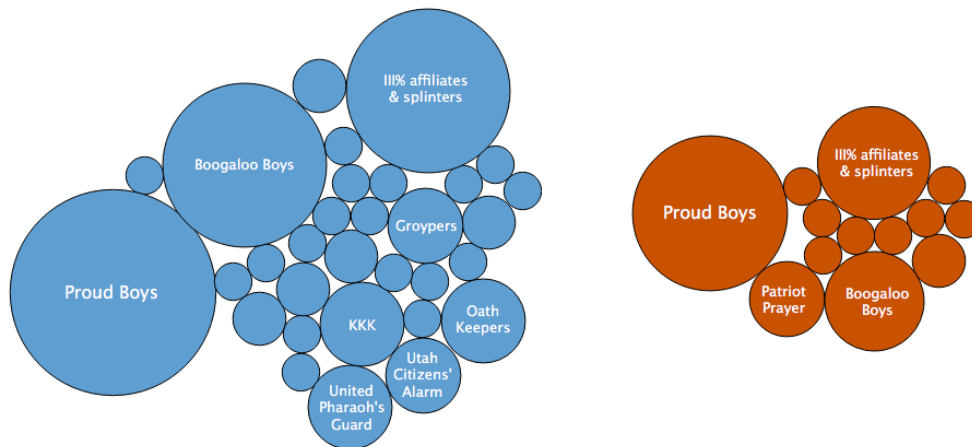 III% affiliates
& splinters
Boogaloo Boys
Groypers
Proud Boys
KKK
Oath
Keepers
Utah
Citizens'
Alarm
United
Pharaoh's
Guard
III% affiliates
& splinters
Proud Boys
Patriot
Prayer
Boogaloo
Boys